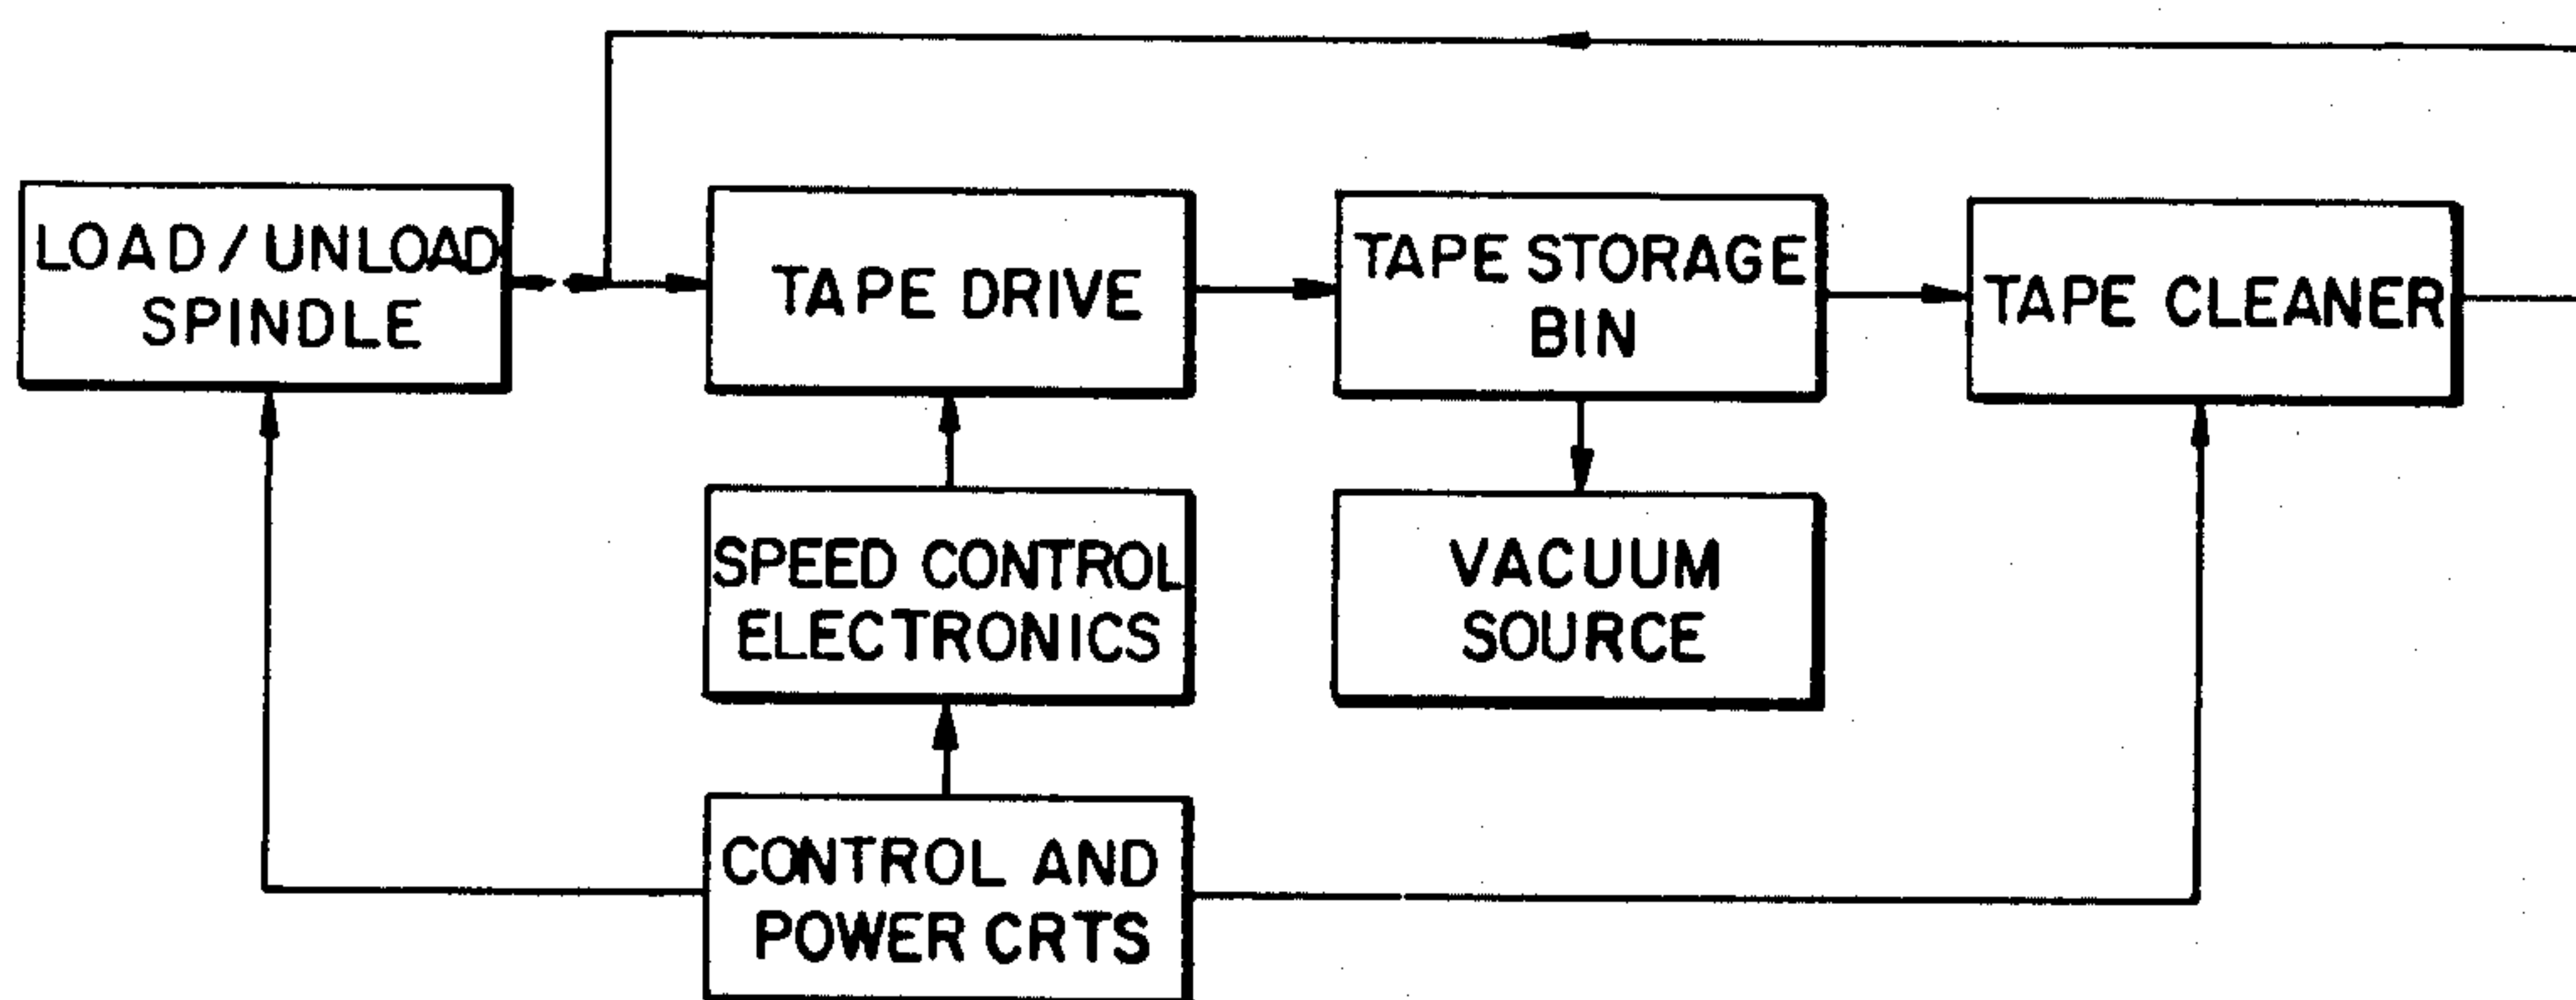 LOAD/UNLOAD
SPINDLE
TAPE DRIVE
TAPE STORAGE
BIN
TAPE CLEANER
SPEED CONTROL
ELECTRONICS
VACUUM
SOURCE
CONTROL AND
POWER CRTS